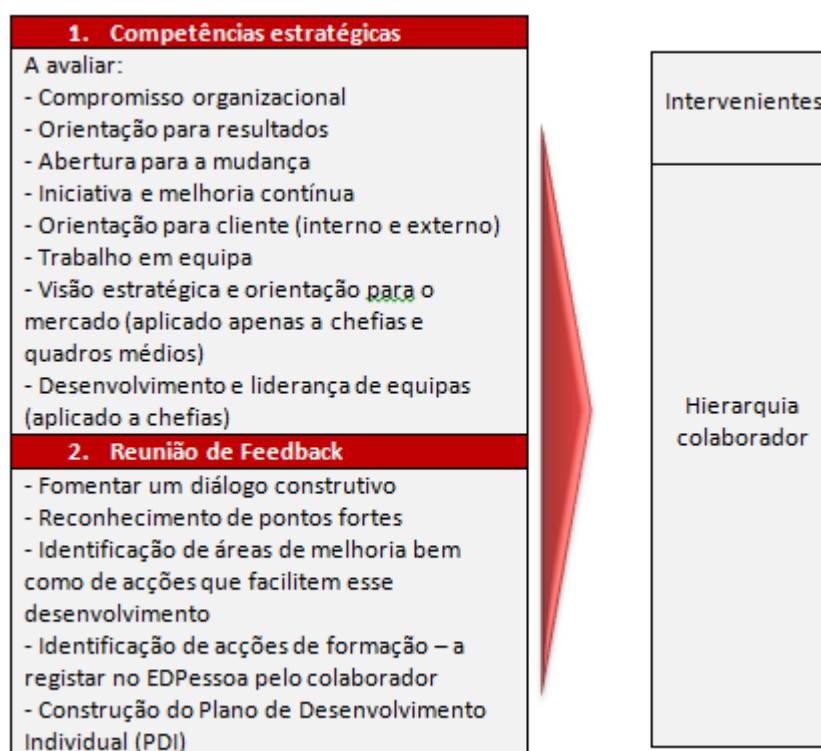 1. Competências estratégicas
A avaliar:
- Compromisso organizacional
- Orientação para resultados
- Abertura para a mudança
- Iniciativa e melhoria contínua
- Orientação para cliente (interno e externo)
- Trabalho em equipa
- Visão estratégica e orientação para o
mercado (aplicado apenas a chefias e
quadros médios)
- Desenvolvimento e liderança de equipas
(aplicado a chefias)
2. Reunião de Feedback
- Fomentar um diálogo construtivo
- Reconhecimento de pontos fortes
- Identificação de áreas de melhoria bem
como de acções que facilitem esse
desenvolvimento
- Identificação de acções de formação – a
registar no EDPessoa pelo colaborador
- Construção do Plano de Desenvolvimento
Individual (PDI)
Intervenientes
Hierarquia
colaborador